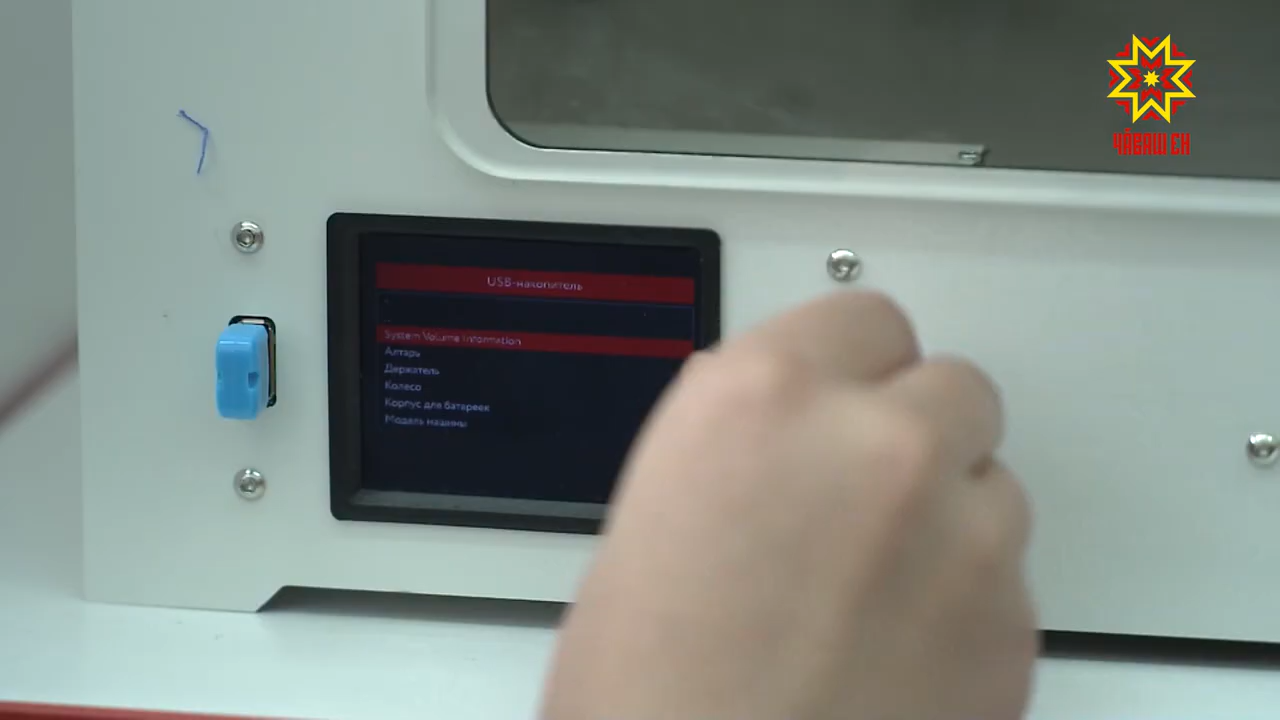 USB-накопитель
System Volume Information
Алтарь
Держатель
Колесо
Корпус для батареек
Модель машины
ЧӐВАШ ЕН